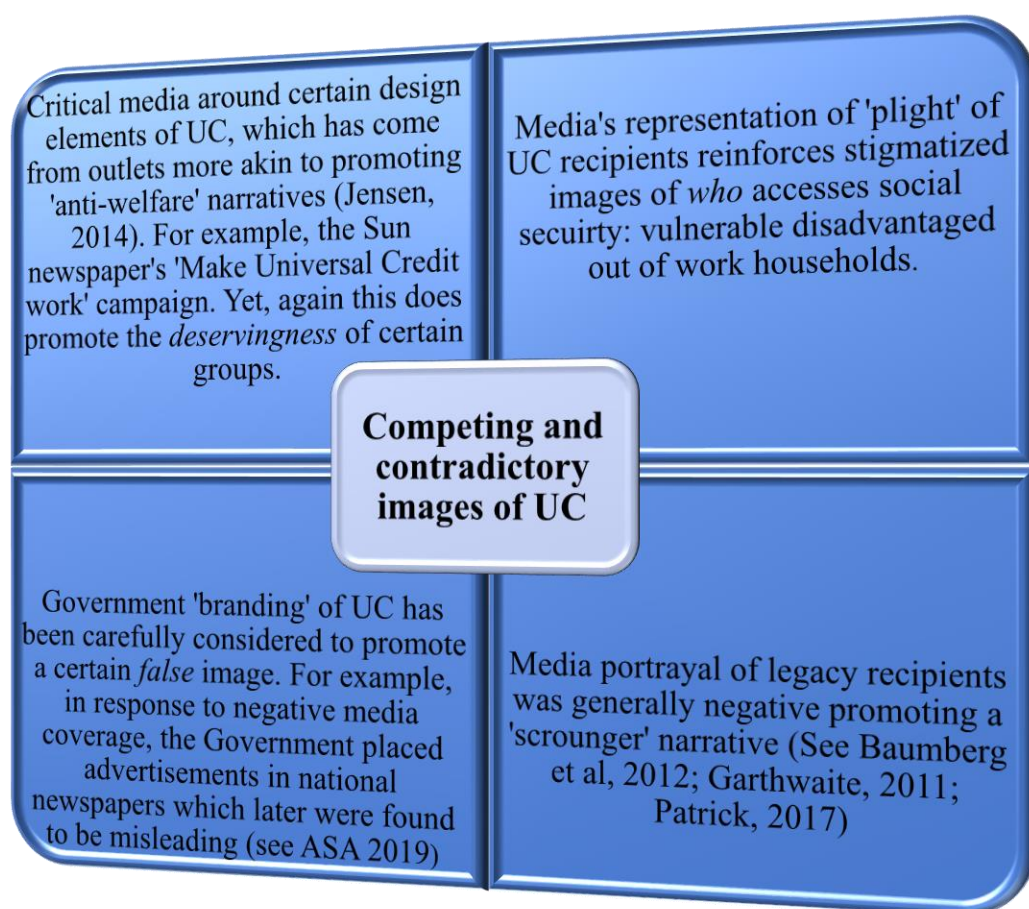 Critical media around certain design
elements of UC, which has come
from outlets more akin to promoting
'anti-welfare' narratives (Jensen,
2014). For example, the Sun
newspaper's 'Make Universal Credit
work' campaign. Yet, again this does
promote the deservingness of certain
groups.
Media's representation of 'plight' of
UC recipients reinforces stigmatized
images of who accesses social
secuirty: vulnerable disadvantaged
out of work households.
Competing and
contradictory
images of UC
Government 'branding' of UC has
been carefully considered to promote
a certain false image. For example,
in response to negative media
coverage, the Government placed
advertisements in national
newspapers which later were found
to be misleading (see ASA 2019)
Media portrayal of legacy recipients
was generally negative promoting a
'scrounger' narrative (See Baumberg
et al, 2012; Garthwaite, 2011;
Patrick, 2017)